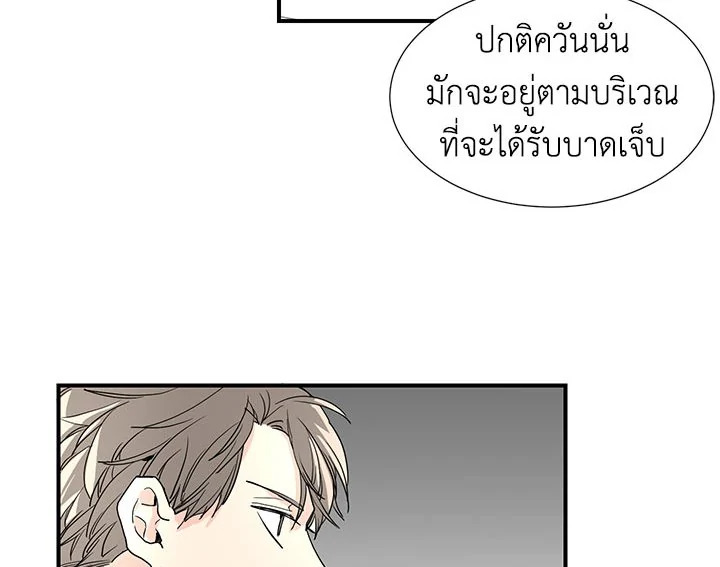 ปกติควันนั่น
มักจะอยู่ตามบริเวณ
ที่จะได้รับบาดเจ็บ